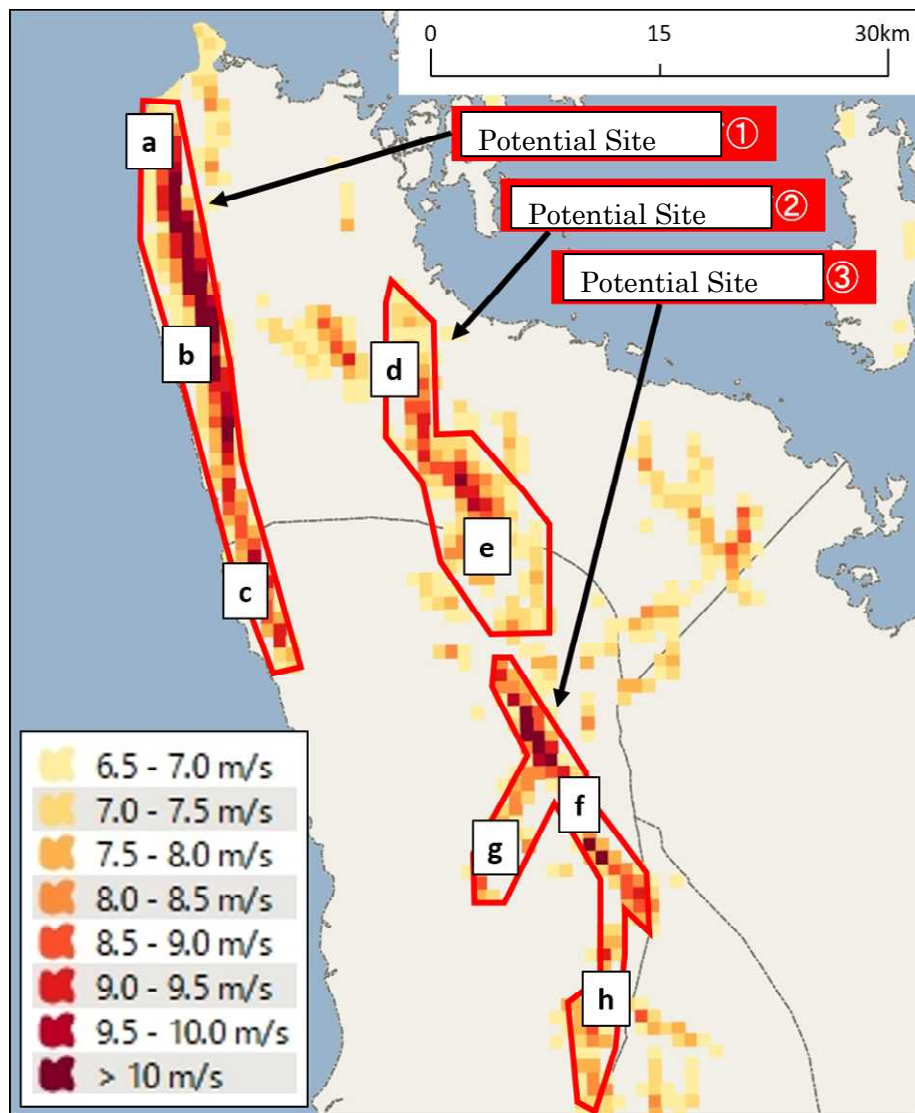 0 15 30km
a
Potential Site ①
Potential Site ②
Potential Site ③
b
d
e
c
f
g
h
6.5 - 7.0 m/s
7.0 - 7.5 m/s
7.5 - 8.0 m/s
8.0 - 8.5 m/s
8.5 - 9.0 m/s
9.0 - 9.5 m/s
9.5 - 10.0 m/s
> 10 m/s